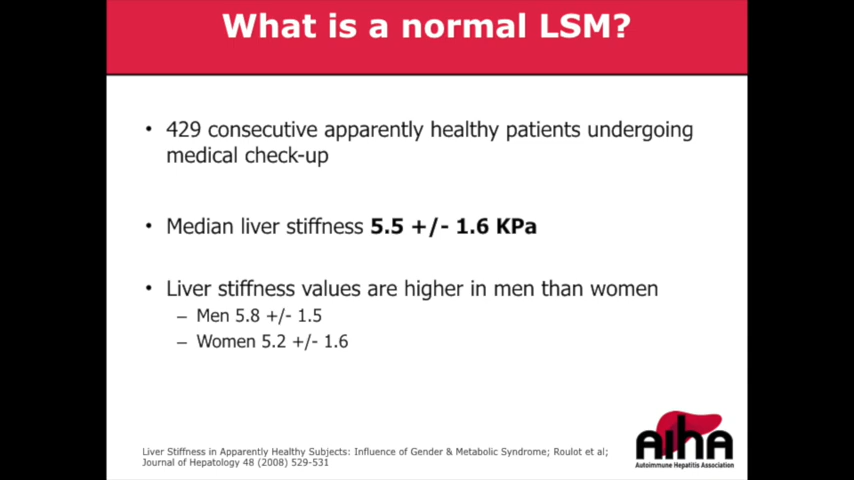 What is a normal LSM?
• 429 consecutive apparently healthy patients undergoing
medical check-up
• Median liver stiffness 5.5 +/- 1.6 KPa
• Liver stiffness values are higher in men than women
– Men 5.8 +/- 1.5
– Women 5.2 +/- 1.6
Liver Stiffness in Apparently Healthy Subjects: Influence of Gender & Metabolic Syndrome; Roulot et al;
Journal of Hepatology 48 (2008) 529-531
AIHA
Autoimmune Hepatitis Association